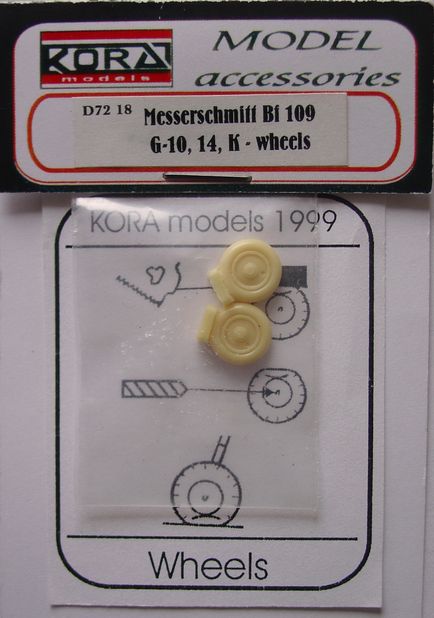 KORA
models
MODEL
accessories
D72 18
Messerschmitt Bf 109
G-10, 14, K - wheels
KORA models 1999
Wheels